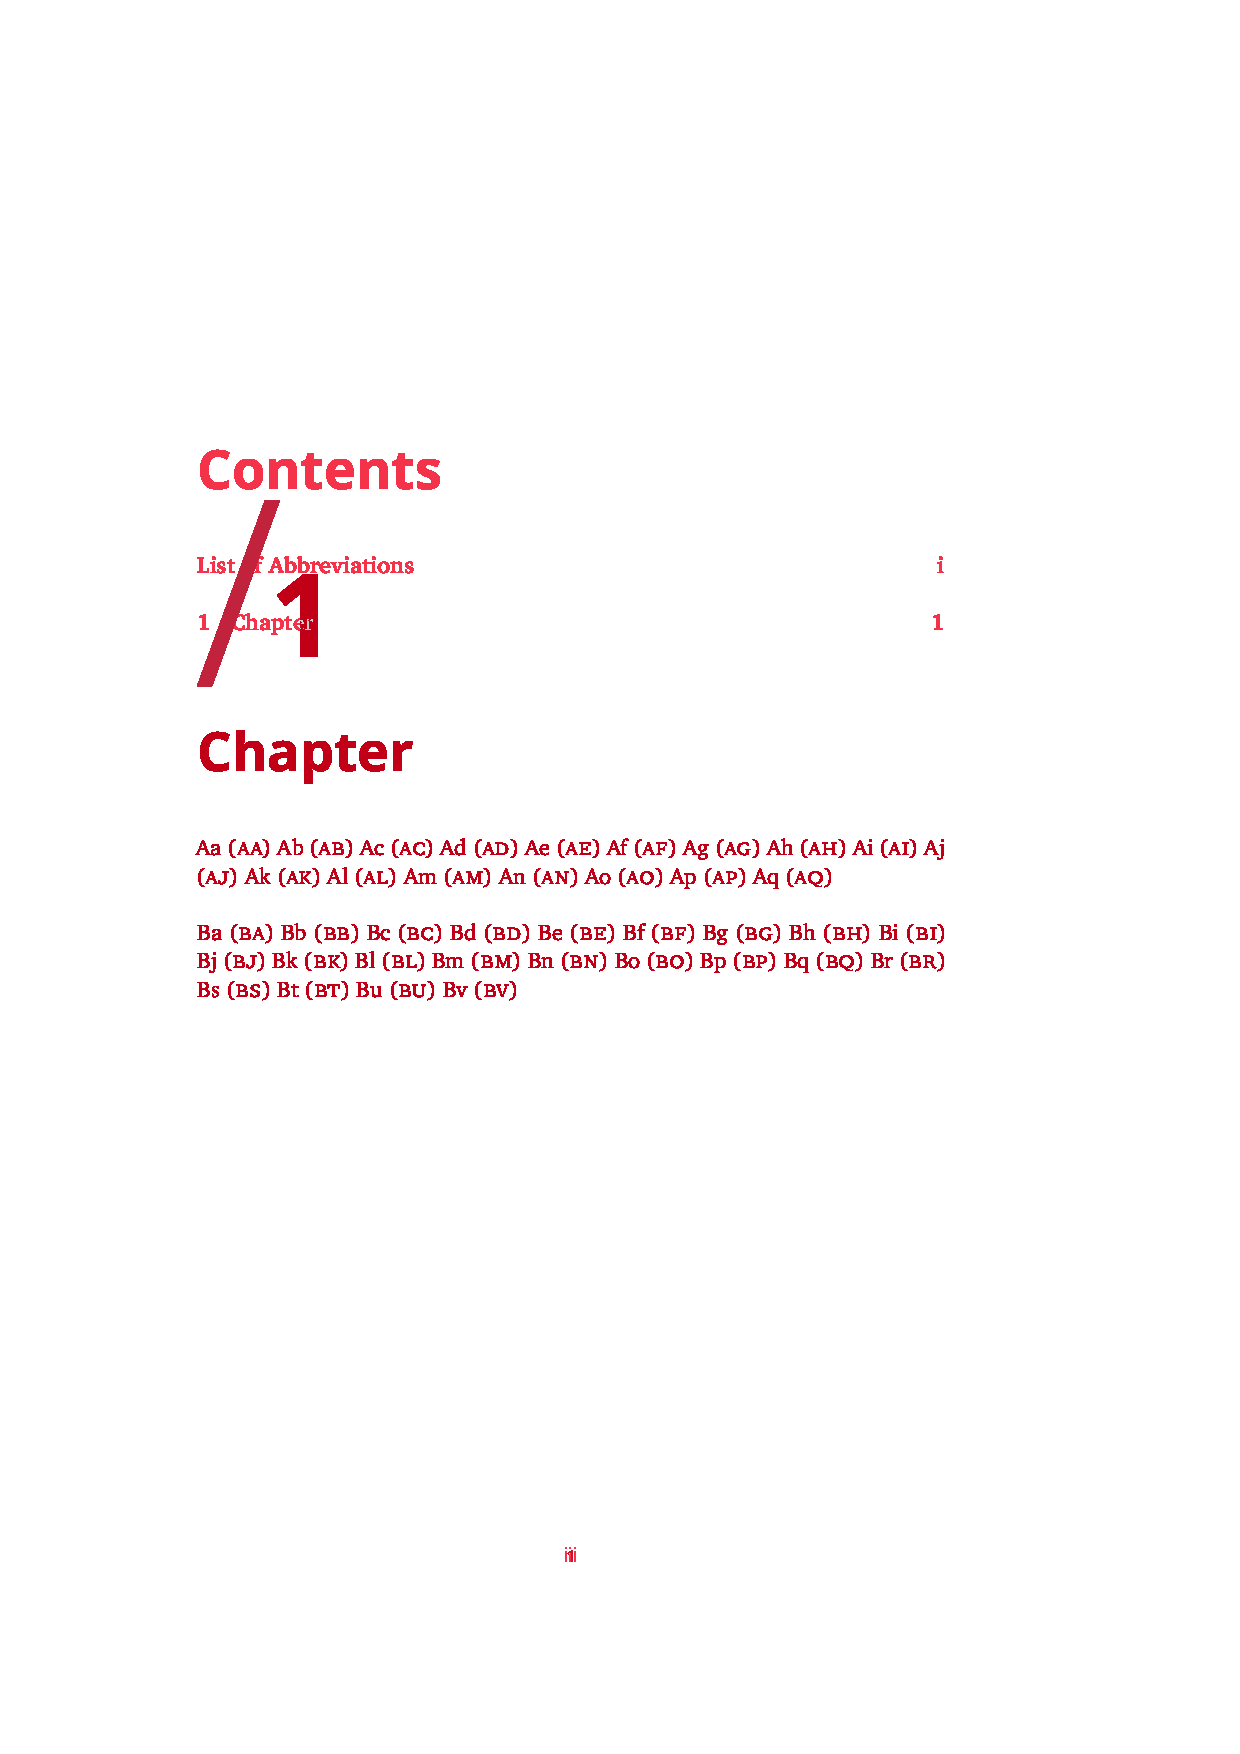 Contents
List of Abbreviations i
1
1 Chapter 1
Chapter
Aa (AA) Ab (AB) Ac (AC) Ad (AD) Ae (AE) Af (AF) Ag (AG) Ah (AH) Ai (AI) Aj
(AJ) Ak (AK) Al (AL) Am (AM) An (AN) Ao (AO) Ap (AP) Aq (AQ)
Ba (BA) Bb (BB) Bc (BC) Bd (BD) Be (BE) Bf (BF) Bg (BG) Bh (BH) Bi (BI)
Bj (BJ) Bk (BK) Bl (BL) Bm (BM) Bn (BN) Bo (BO) Bp (BP) Bq (BQ) Br (BR)
Bs (BS) Bt (BT) Bu (BU) Bv (BV)